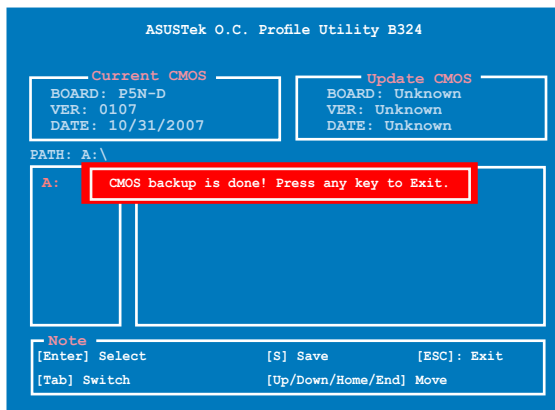 ASUSTek O.C. Profile Utility B324
Current CMOS
BOARD: P5N-D
VER: 0107
DATE: 10/31/2007
Update CMOS
BOARD: Unknown
VER: Unknown
DATE: Unknown
PATH: A:\
A:
CMOS backup is done! Press any key to Exit.
Note
[Enter] Select [S] Save [ESC]: Exit
[Tab] Switch [Up/Down/Home/End] Move